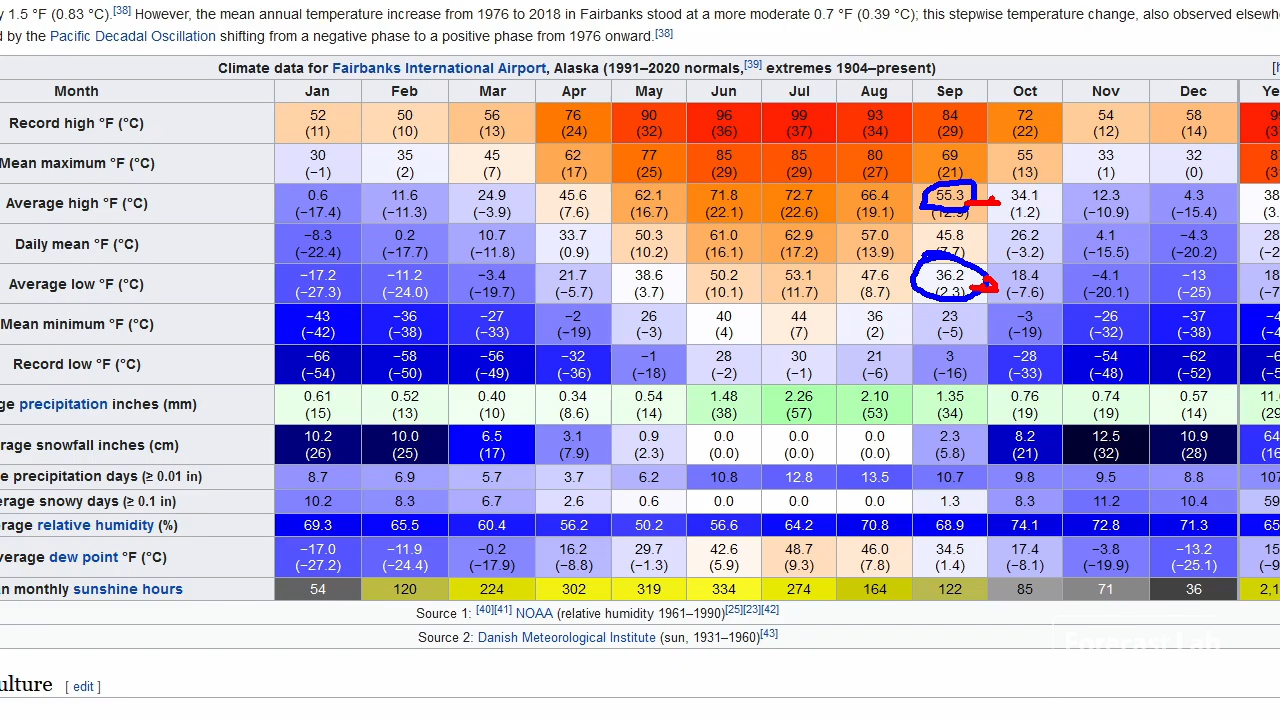 y 1.5 °F (0.83 °C).[38] However, the mean annual temperature increase from 1976 to 2018 in Fairbanks stood at a more moderate 0.7 °F (0.39 °C); this stepwise temperature change, also observed elsewh
d by the Pacific Decadal Oscillation shifting from a negative phase to a positive phase from 1976 onward.[38]
Climate data for Fairbanks International Airport, Alaska (1991–2020 normals,[39] extremes 1904–present) [h
Month Jan Feb Mar Apr May Jun Jul Aug Sep Oct Nov Dec Ye
Record high °F (°C) 52 50 56 76 90 96 99 93 84 72 54 58 99
(11) (10) (13) (24) (32) (36) (37) (34) (29) (22) (12) (14) (3
Mean maximum °F (°C) 30 35 45 62 77 85 85 80 69 55 33 32 8
(−1) (2) (7) (17) (25) (29) (29) (27) (21) (13) (1) (0) (3
Average high °F (°C) 0.6 11.6 24.9 45.6 62.1 71.8 72.7 66.4 55.3 34.1 12.3 4.3 38
(−17.4) (−11.3) (−3.9) (7.6) (16.7) (22.1) (22.6) (19.1) (12.9) (1.2) (−10.9) (−15.4) (3.
Daily mean °F (°C) −8.3 0.2 10.7 33.7 50.3 61.0 62.9 57.0 45.8 26.2 4.1 −4.3 28
(−22.4) (−17.7) (−11.8) (0.9) (10.2) (16.1) (17.2) (13.9) (7.7) (−3.2) (−15.5) (−20.2) (−2
Average low °F (°C) −17.2 −11.2 −3.4 21.7 38.6 50.2 53.1 47.6 36.2 18.4 −4.1 −13 18
(−27.3) (−24.0) (−19.7) (−5.7) (3.7) (10.1) (11.7) (8.7) (2.3) (−7.6) (−20.1) (−25) (−7
Mean minimum °F (°C) −43 −36 −27 −2 26 40 44 36 23 −3 −26 −37 −4
(−42) (−38) (−33) (−19) (−3) (4) (7) (2) (−5) (−19) (−32) (−38) (−4
Record low °F (°C) −66 −58 −56 −32 −1 28 30 21 3 −28 −54 −62 −6
(−54) (−50) (−49) (−36) (−18) (−2) (−1) (−6) (−16) (−33) (−48) (−52) (−5
ge precipitation inches (mm) 0.61 0.52 0.40 0.34 0.54 1.48 2.26 2.10 1.35 0.76 0.74 0.57 11.
(15) (13) (10) (8.6) (14) (38) (57) (53) (34) (19) (19) (14) (29
rage snowfall inches (cm) 10.2 10.0 6.5 3.1 0.9 0.0 0.0 0.0 2.3 8.2 12.5 10.9 64
(26) (25) (17) (7.9) (2.3) (0.0) (0.0) (0.0) (5.8) (21) (32) (28) (16
e precipitation days (≥ 0.01 in) 8.7 6.9 5.7 3.7 6.2 10.8 12.8 13.5 10.7 9.8 9.5 8.8 107
erage snowy days (≥ 0.1 in) 10.2 8.3 6.7 2.6 0.6 0.0 0.0 0.0 1.3 8.3 11.2 10.4 59
rage relative humidity (%) 69.3 65.5 60.4 56.2 50.2 56.6 64.2 70.8 68.9 74.1 72.8 71.3 65
verage dew point °F (°C) −17.0 −11.9 −0.2 16.2 29.7 42.6 48.7 46.0 34.5 17.4 −3.8 −13.2 15
(−27.2) (−24.4) (−17.9) (−8.8) (−1.3) (5.9) (9.3) (7.8) (1.4) (−8.1) (−19.9) (−25.1) (−9
n monthly sunshine hours 54 120 224 302 319 334 274 164 122 85 71 36 2,1
Source 1: [40][41] NOAA (relative humidity 1961–1990)[25][23][42]
Source 2: Danish Meteorological Institute (sun, 1931–1960)[43]
Forecast Lab
ulture [ edit ]